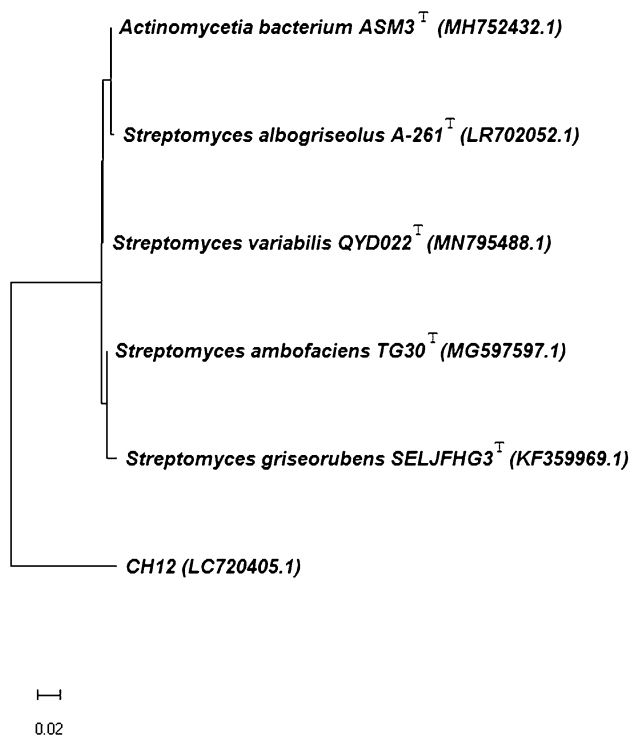 Actinomycetia bacterium ASM3T (MH752432.1)
Streptomyces albogriseolus A-261T (LR702052.1)
Streptomyces variabilis QYD022T (MN795488.1)
Streptomyces ambofaciens TG30T (MG597597.1)
Streptomyces griseorubens SELJFHG3T (KF359969.1)
CH12 (LC720405.1)
0.02